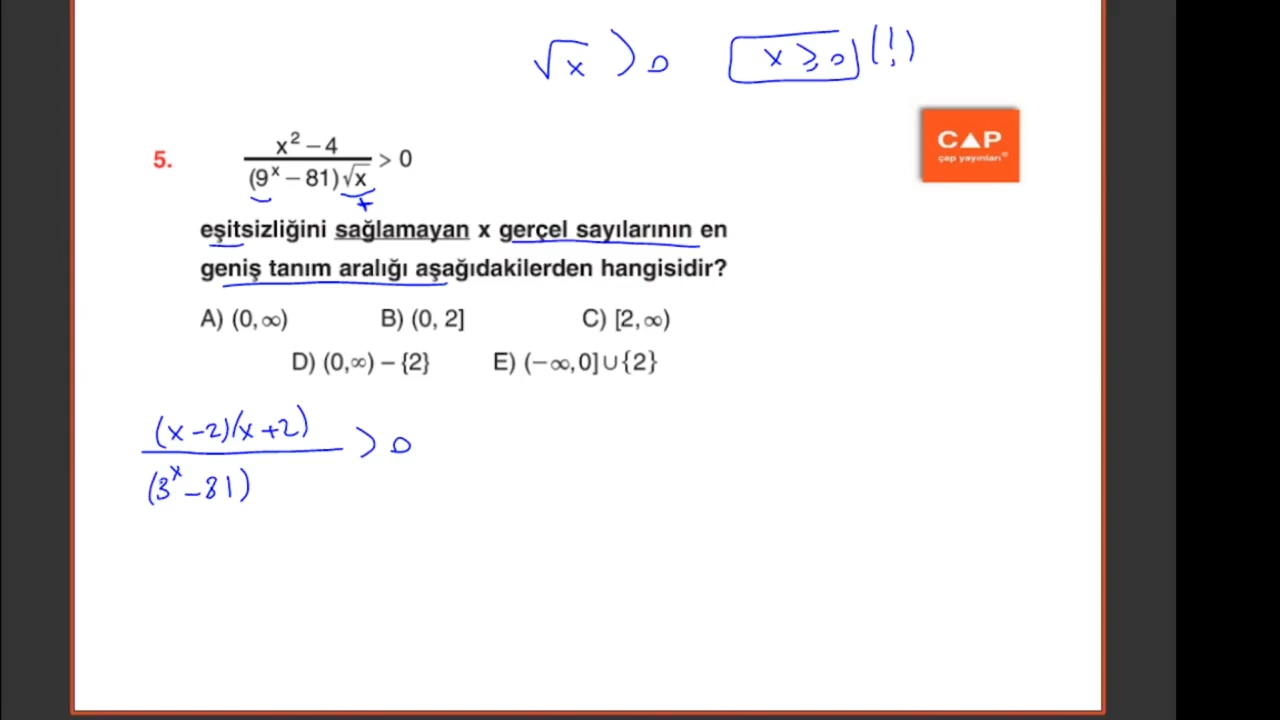 √x > 0 x ≥ 0 (!)
CAP
çap yayınları®
5. x² − 4
(9ˣ − 81)√x > 0
+
eşitsizliğini sağlamayan x gerçel sayılarının en
geniş tanım aralığı aşağıdakilerden hangisidir?
A) (0, ∞) B) (0, 2] C) [2, ∞)
D) (0,∞) − {2} E) (−∞,0]∪{2}
(x −2)(x +2)
(3ˣ −81) > 0